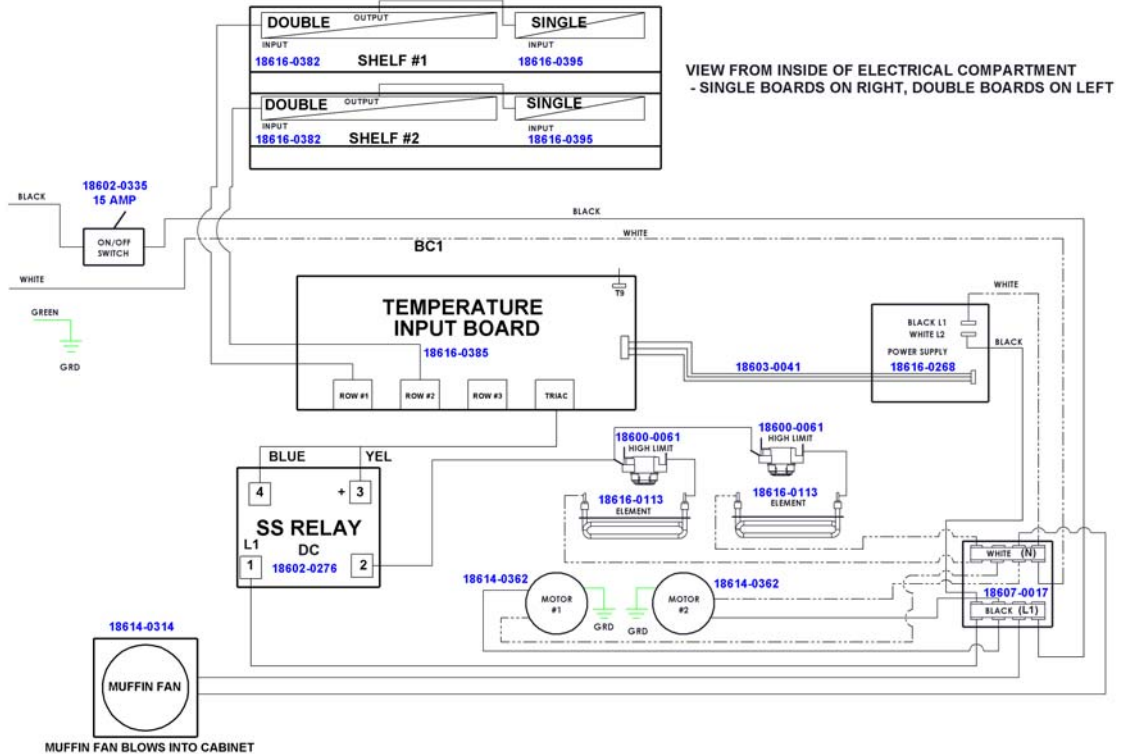 DOUBLE
OUTPUT
SINGLE
INPUT
INPUT
18616-0382
SHELF #1
18616-0395
VIEW FROM INSIDE OF ELECTRICAL COMPARTMENT
- SINGLE BOARDS ON RIGHT, DOUBLE BOARDS ON LEFT
DOUBLE
OUTPUT
SINGLE
INPUT
INPUT
18616-0382
SHELF #2
18616-0395
18602-0335
15 AMP
BLACK
ON/OFF
SWITCH
BLACK
WHITE
BC1
WHITE
GREEN
GRD
T9
TEMPERATURE
INPUT BOARD
18616-0385
ROW #1
ROW #2
ROW #3
TRIAC
WHITE
BLACK L1
WHITE L2
BLACK
POWER SUPPLY
18603-0041
18616-0268
BLUE
YEL
4
+ 3
SS RELAY
L1
DC
1
18602-0276
2
18600-0061
HIGH LIMIT
18600-0061
HIGH LIMIT
18616-0113
ELEMENT
18616-0113
ELEMENT
WHITE (N)
18607-0017
BLACK (L1)
18614-0362
MOTOR
#1
GRD
GRD
MOTOR
#2
18614-0362
18614-0314
MUFFIN FAN
MUFFIN FAN BLOWS INTO CABINET